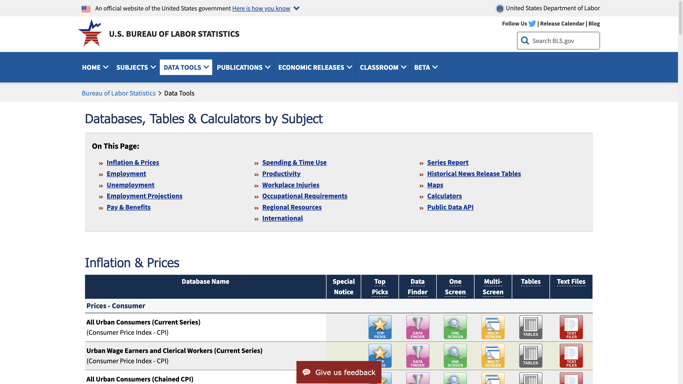 An official website of the United States government Here is how you know
United States Department of Labor
Follow Us | Release Calendar | Blog
U.S. BUREAU OF LABOR STATISTICS
Search BLS.gov
HOME SUBJECTS DATA TOOLS PUBLICATIONS ECONOMIC RELEASES CLASSROOM BETA
Bureau of Labor Statistics > Data Tools
Databases, Tables & Calculators by Subject
On This Page:
» Inflation & Prices
» Employment
» Unemployment
» Employment Projections
» Pay & Benefits
» Spending & Time Use
» Productivity
» Workplace Injuries
» Occupational Requirements
» Regional Resources
» International
» Series Report
» Historical News Release Tables
» Maps
» Calculators
» Public Data API
Inflation & Prices
Database Name Special Notice Top Picks Data Finder One Screen Multi-Screen Tables Text Files
Prices - Consumer
All Urban Consumers (Current Series)
(Consumer Price Index - CPI)
TOP PICKS DATA FINDER ONE SCREEN MULTI SCREEN TABLES TEXT FILES
Urban Wage Earners and Clerical Workers (Current Series)
(Consumer Price Index - CPI)
TOP PICKS DATA FINDER ONE SCREEN MULTI SCREEN TABLES TEXT FILES
Give us feedback
All Urban Consumers (Chained CPI)